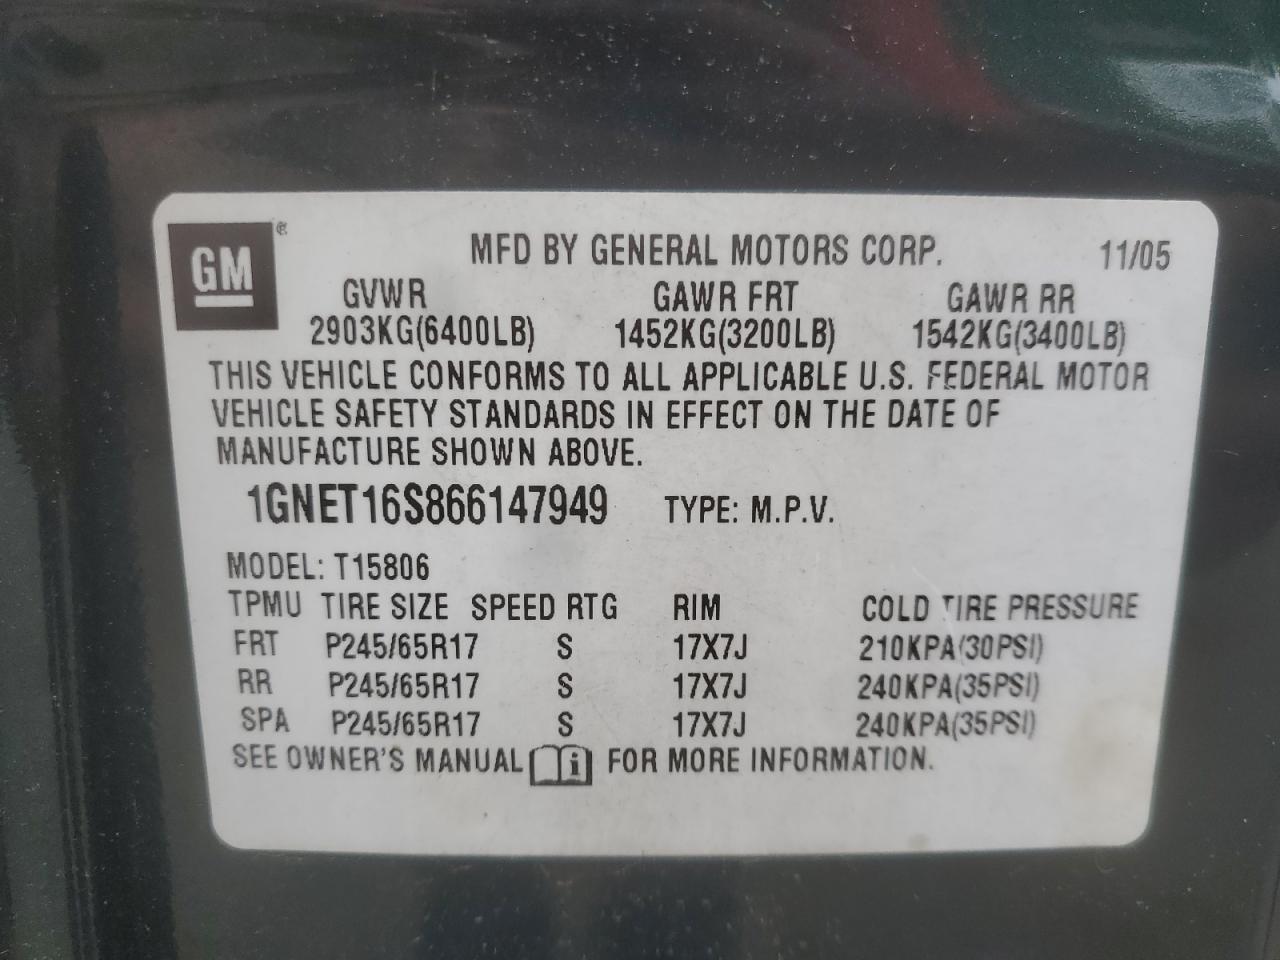 GM ®
MFD BY GENERAL MOTORS CORP. 11/05
GVWR GAWR FRT GAWR RR
2903KG(6400LB) 1452KG(3200LB) 1542KG(3400LB)
THIS VEHICLE CONFORMS TO ALL APPLICABLE U.S. FEDERAL MOTOR
VEHICLE SAFETY STANDARDS IN EFFECT ON THE DATE OF
MANUFACTURE SHOWN ABOVE.
1GNET16S866147949 TYPE: M.P.V.
MODEL: T15806
TPMU TIRE SIZE SPEED RTG RIM COLD TIRE PRESSURE
FRT P245/65R17 S 17X7J 210KPA(30PSI)
RR P245/65R17 S 17X7J 240KPA(35PSI)
SPA P245/65R17 S 17X7J 240KPA(35PSI)
SEE OWNER'S MANUAL i FOR MORE INFORMATION.